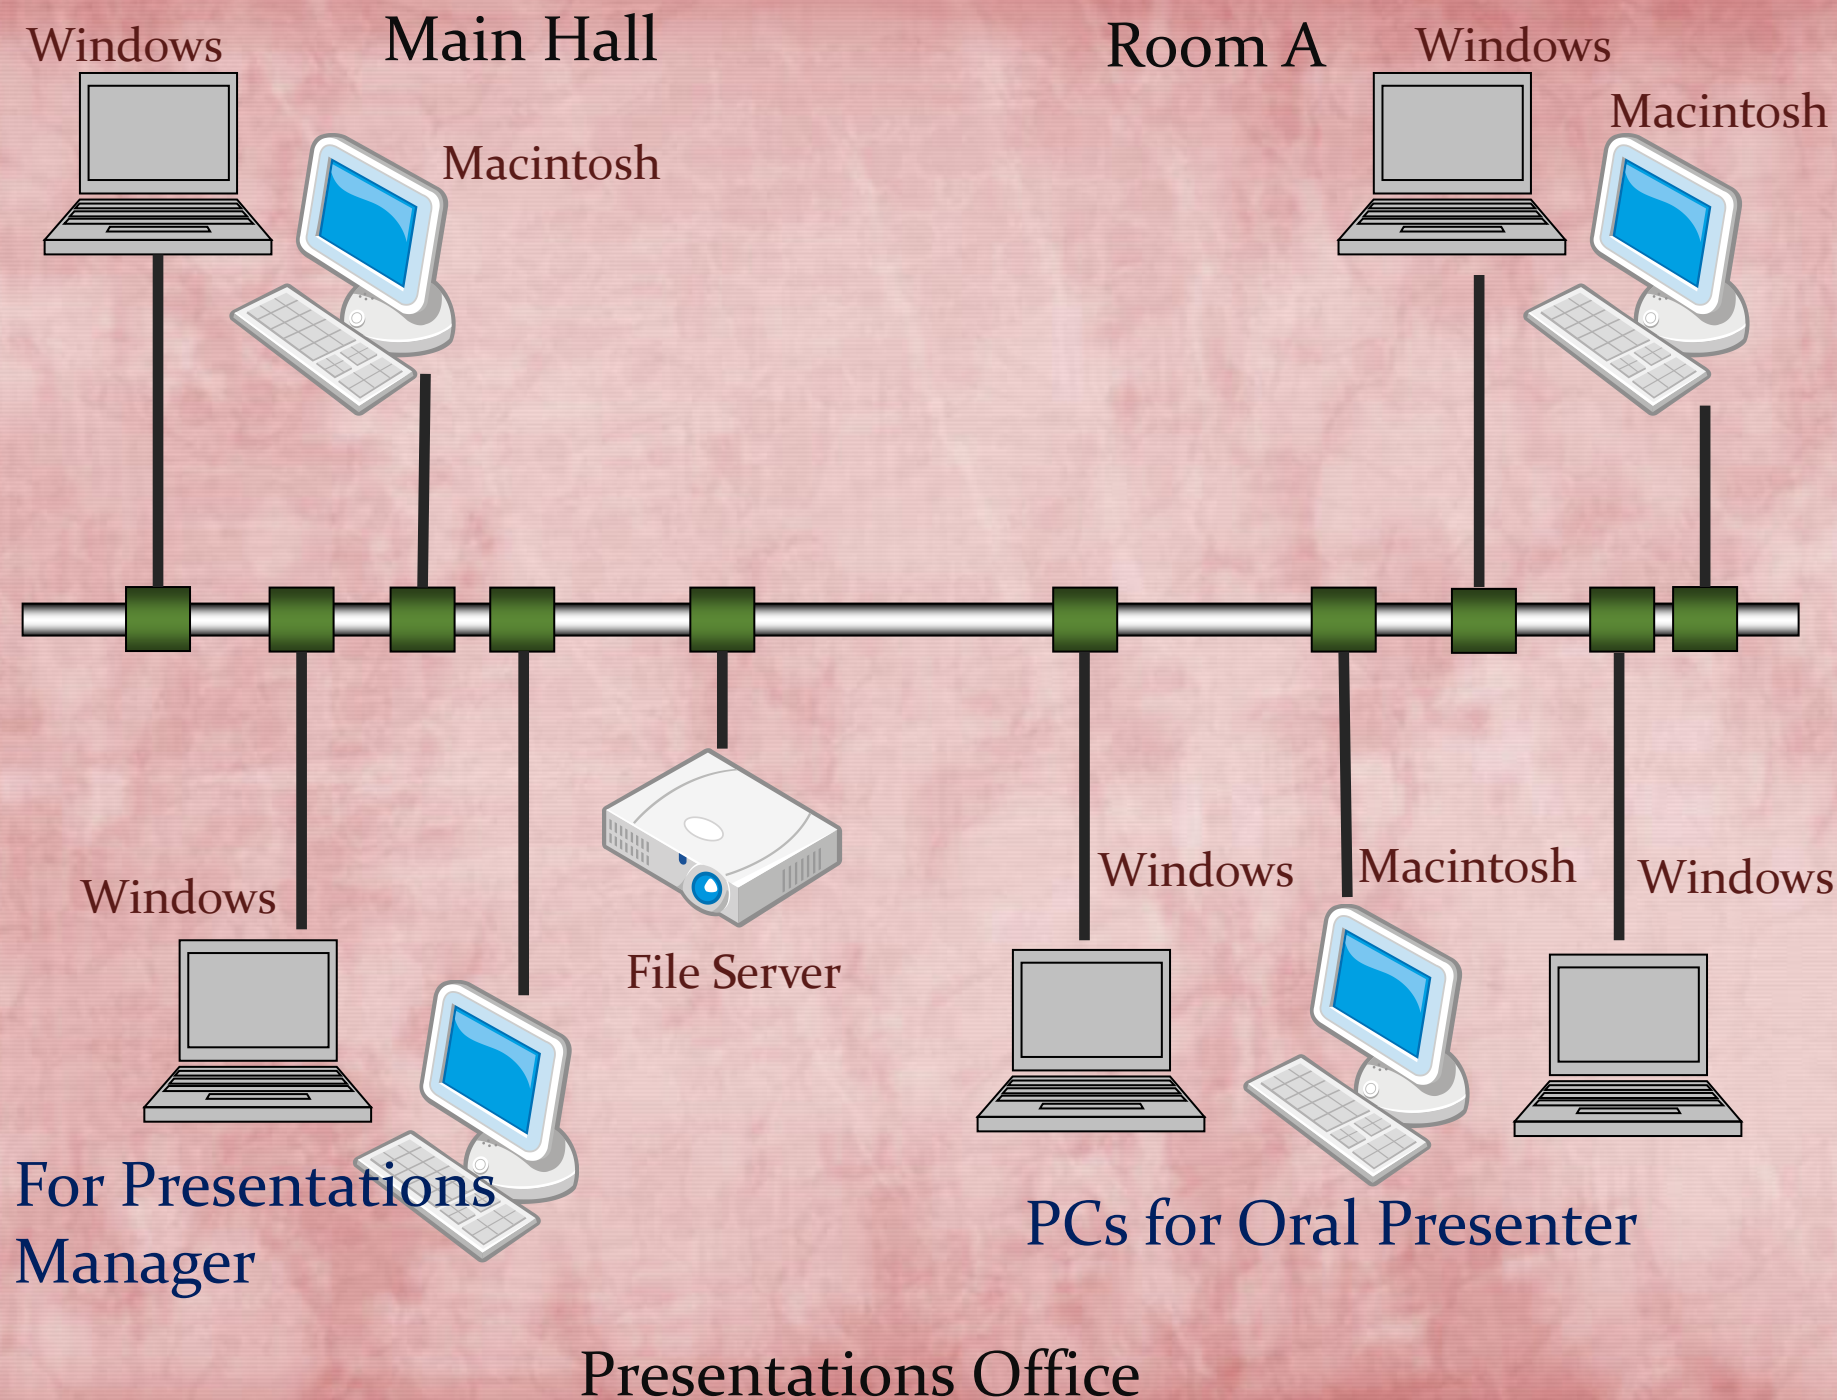 Windows
Main Hall
Room A
Windows
Macintosh
Macintosh
Windows
Windows
Macintosh
Windows
File Server
For Presentations
Manager
PCs for Oral Presenter
Presentations Office